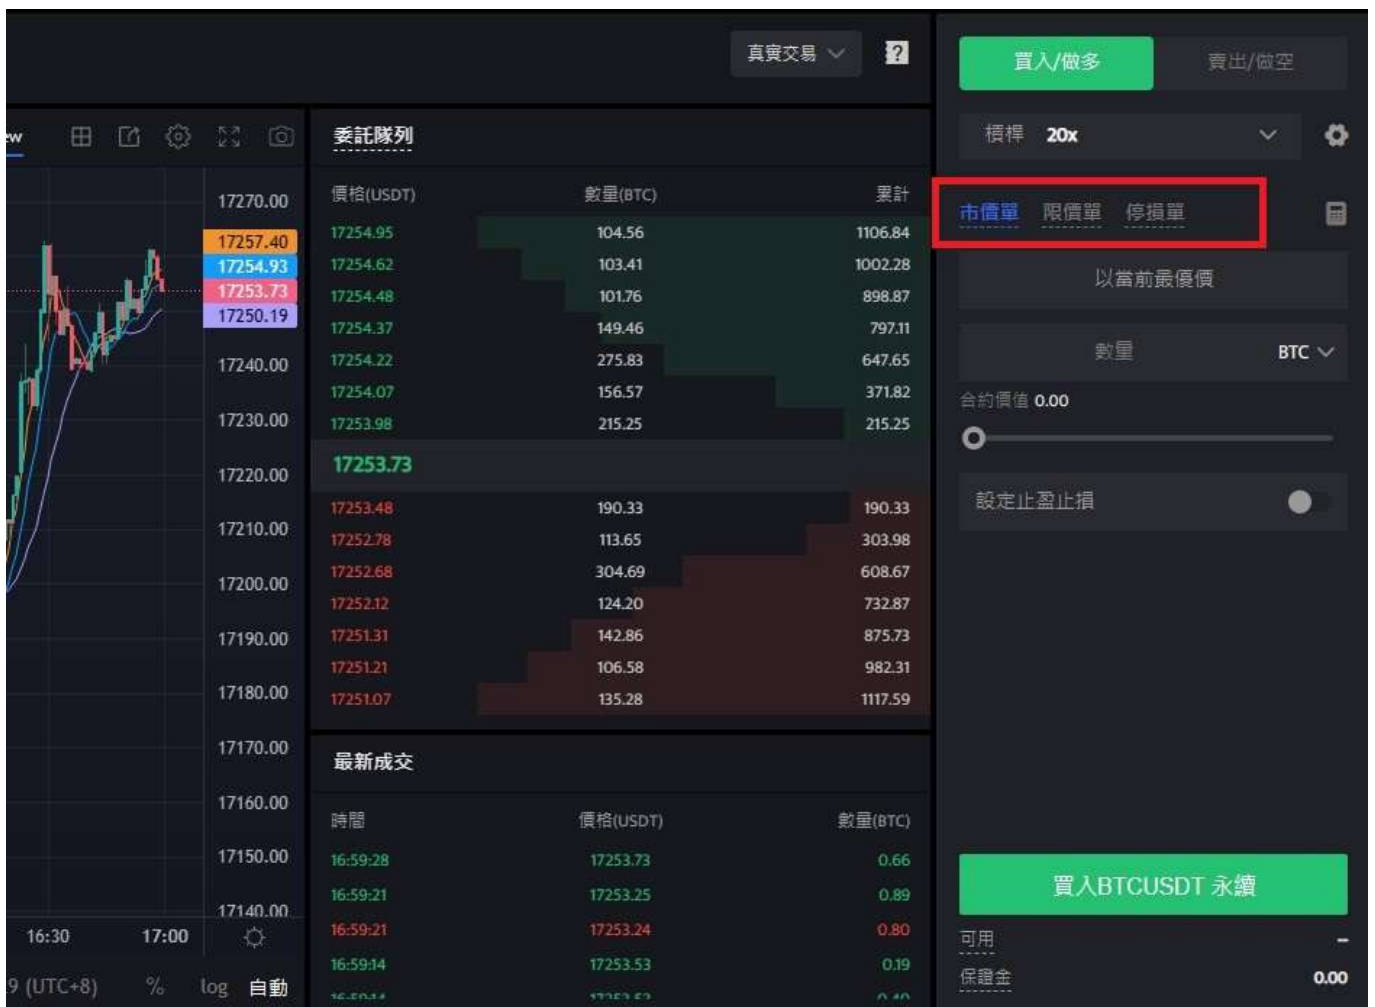 真實交易
?
ew
17270.00
17257.40
17254.93
17253.73
17250.19
17240.00
17230.00
17220.00
17210.00
17200.00
17190.00
17180.00
17170.00
17160.00
17150.00
17140.00
16:30 17:00
9 (UTC+8) % log 自動
委託隊列
價格(USDT) 數量(BTC) 累計
17254.95 104.56 1106.84
17254.62 103.41 1002.28
17254.48 101.76 898.87
17254.37 149.46 797.11
17254.22 275.83 647.65
17254.07 156.57 371.82
17253.98 215.25 215.25
17253.73
17253.48 190.33 190.33
17252.78 113.65 303.98
17252.68 304.69 608.67
17252.12 124.20 732.87
17251.31 142.86 875.73
17251.21 106.58 982.31
17251.07 135.28 1117.59
最新成交
時間 價格(USDT) 數量(BTC)
16:59:28 17253.73 0.66
16:59:21 17253.25 0.89
16:59:21 17253.24 0.80
16:59:14 17253.53 0.19
買入/做多 賣出/做空
槓桿 20x
市價單 限價單 停損單
以當前最優價
數量 BTC
合約價值 0.00
設定止盈止損
買入BTCUSDT 永續
可用 --
保證金 0.00